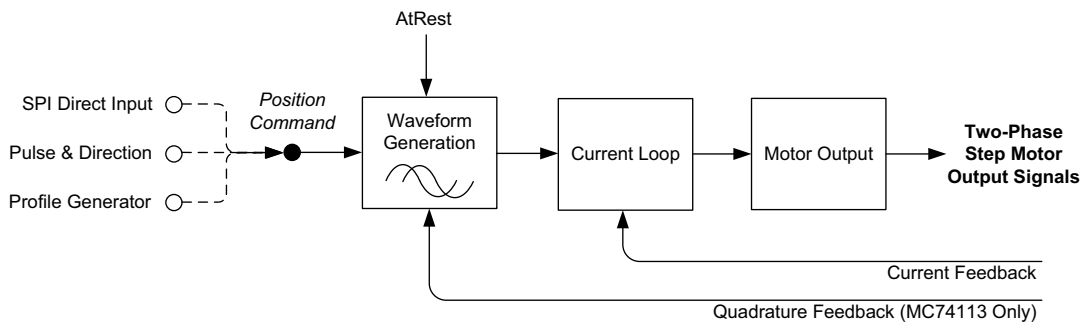 AtRest
SPI Direct Input
Pulse & Direction
Profile Generator
Position
Command
Waveform
Generation
Current Loop
Motor Output
Two-Phase
Step Motor
Output Signals
Current Feedback
Quadrature Feedback (MC74113 Only)